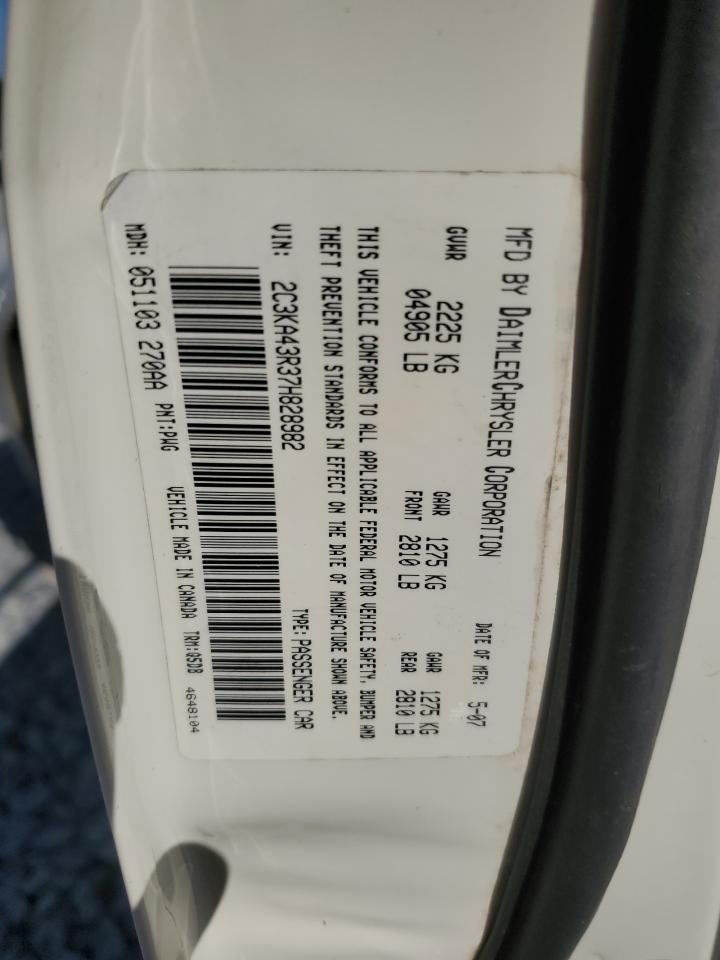 MFD BY DAIMLERCHRYSLER CORPORATION DATE OF MFR: 5-07
GVWR 2225 KG GAWR 1275 KG GAWR 1275 KG
04905 LB FRONT 2810 LB REAR 2810 LB
THIS VEHICLE CONFORMS TO ALL APPLICABLE FEDERAL MOTOR VEHICLE SAFETY, BUMPER AND
THEFT PREVENTION STANDARDS IN EFFECT ON THE DATE OF MANUFACTURE SHOWN ABOVE.
VIN: 2C3KA43R37H828982 TYPE: PASSENGER CAR
MDH: 051103 270AA PNT:PWG VEHICLE MADE IN CANADA TRM:QSDB 4648104